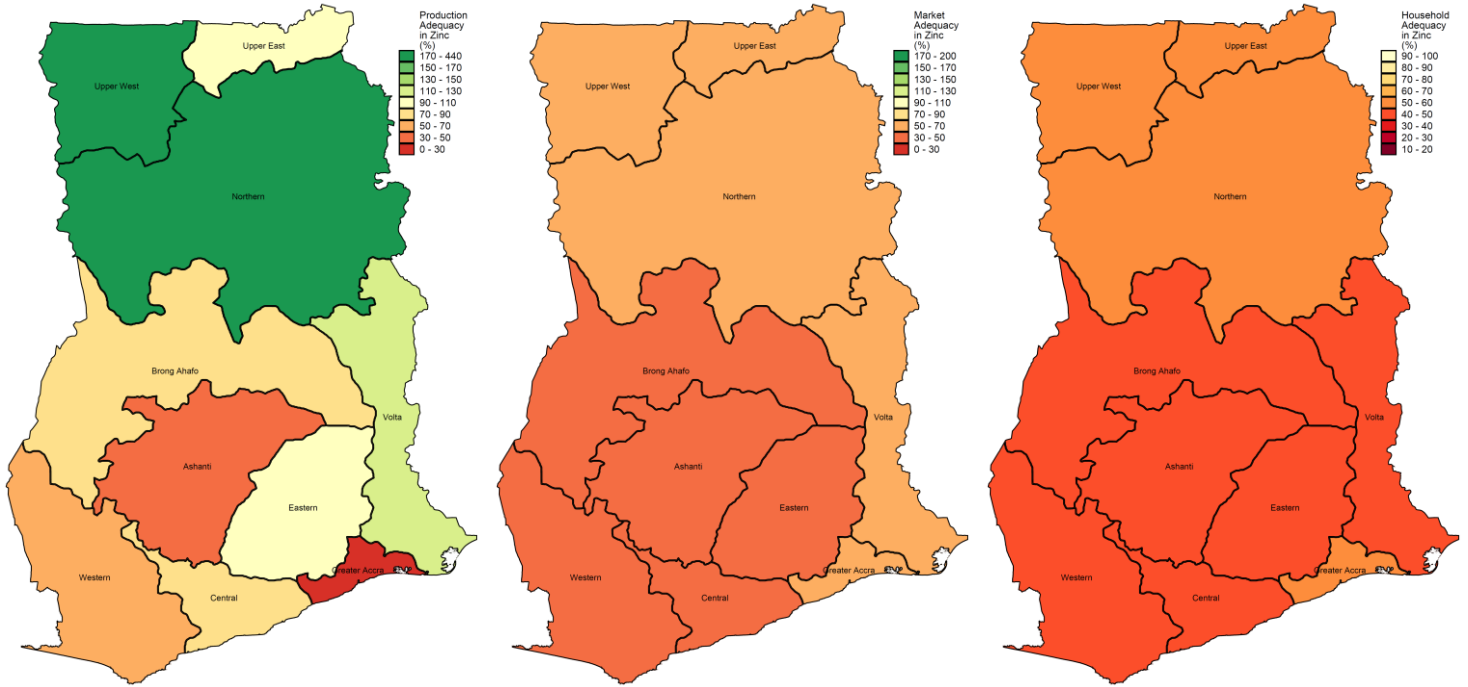 Production
Adequacy
in Zinc
(%)
170 - 440
150 - 170
130 - 150
110 - 130
90 - 110
70 - 90
50 - 70
30 - 50
0 - 30
Upper East
Upper West
Northern
Brong Ahafo
Volta
Ashanti
Eastern
Western
Greater Accra
Central
Market
Adequacy
in Zinc
(%)
170 - 200
150 - 170
130 - 150
110 - 130
90 - 110
70 - 90
50 - 70
30 - 50
0 - 30
Upper East
Upper West
Northern
Brong Ahafo
Volta
Ashanti
Eastern
Western
Greater Accra
Central
Household
Adequacy
in Zinc
(%)
90 - 100
80 - 90
70 - 80
60 - 70
50 - 60
40 - 50
30 - 40
20 - 30
10 - 20
Upper East
Upper West
Northern
Brong Ahafo
Volta
Ashanti
Eastern
Western
Greater Accra
Central